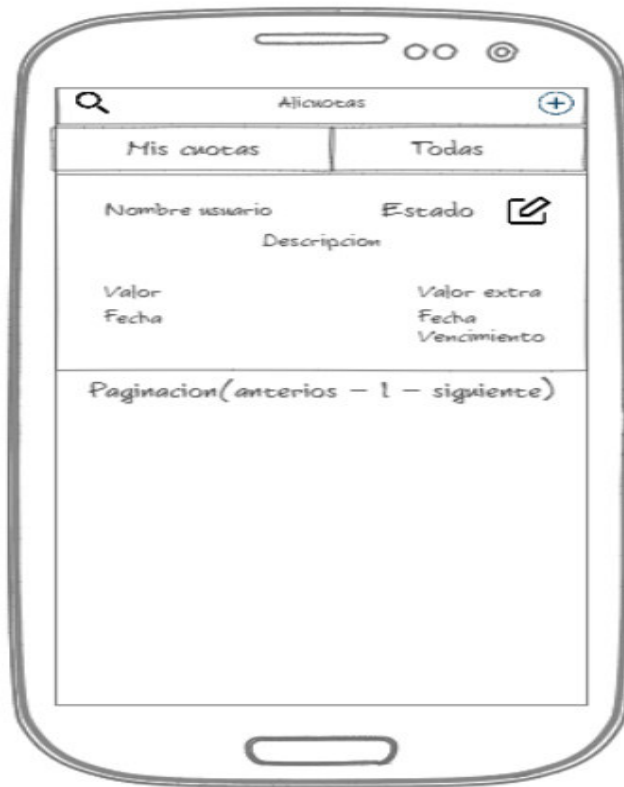 Alicuotas
Mis cuotas Todas
Nombre usuario Estado
Descripcion
Valor Valor extra
Fecha Fecha
Vencimiento
Paginacion(anterios - 1 - siguiente)